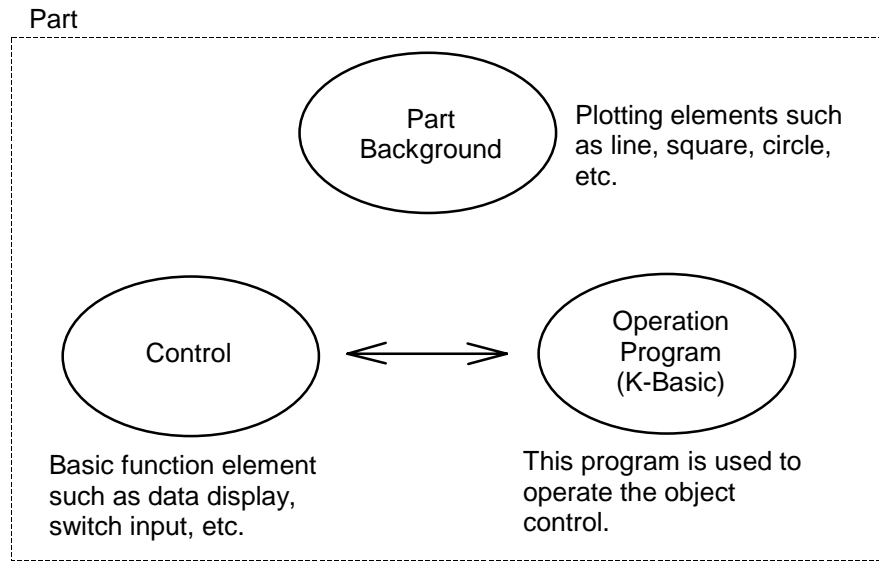 Part
Part
Background
Plotting elements such
as line, square, circle,
etc.
Control
Operation
Program
(K-Basic)
Basic function element
such as data display,
switch input, etc.
This program is used to
operate the object
control.